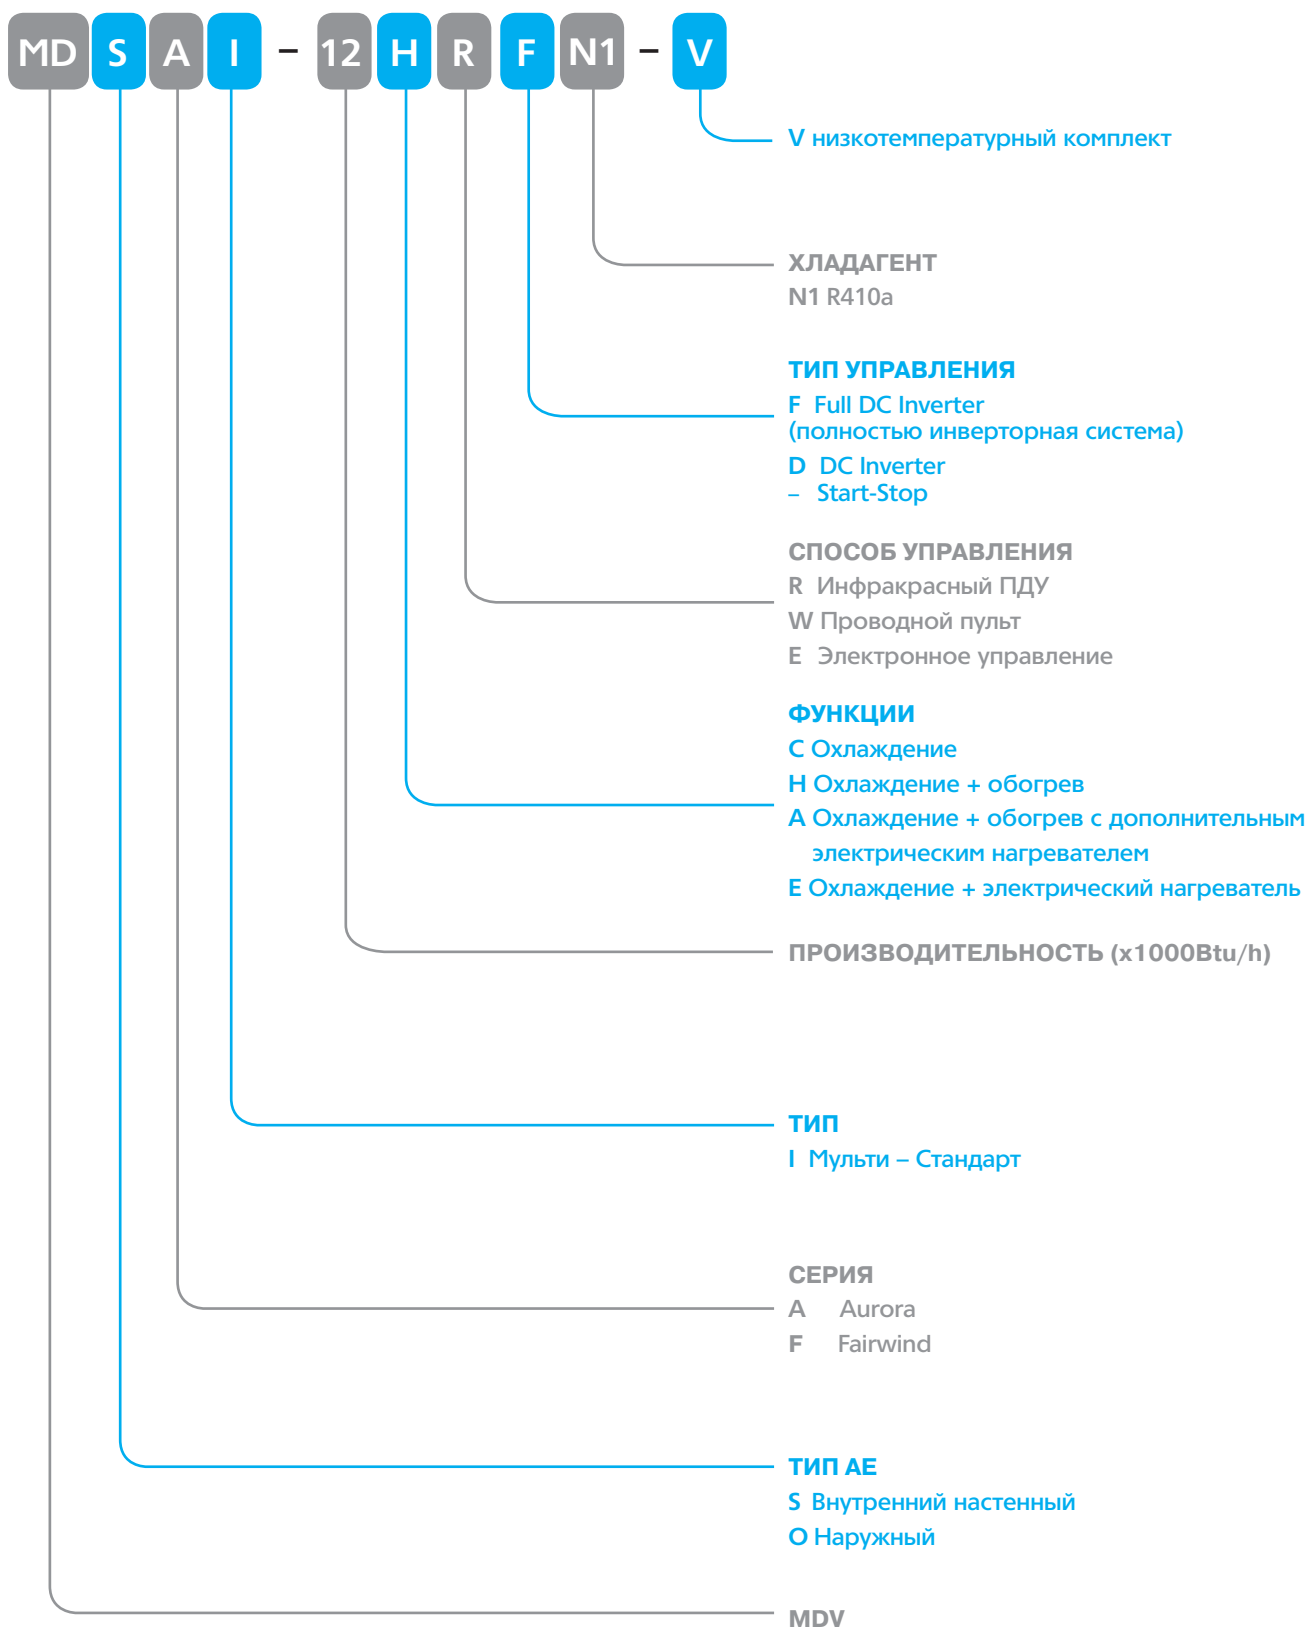 MD S A I – 12 H R F N1 – V
V низкотемпературный комплект
ХЛАДАГЕНТ
N1 R410a
ТИП УПРАВЛЕНИЯ
F Full DC Inverter
(полностью инверторная система)
D DC Inverter
– Start-Stop
СПОСОБ УПРАВЛЕНИЯ
R Инфракрасный ПДУ
W Проводной пульт
E Электронное управление
ФУНКЦИИ
C Охлаждение
H Охлаждение + обогрев
A Охлаждение + обогрев с дополнительным
электрическим нагревателем
E Охлаждение + электрический нагреватель
ПРОИЗВОДИТЕЛЬНОСТЬ (x1000Btu/h)
ТИП
I Мульти – Стандарт
СЕРИЯ
A Aurora
F Fairwind
ТИП АЕ
S Внутренний настенный
O Наружный
MDV